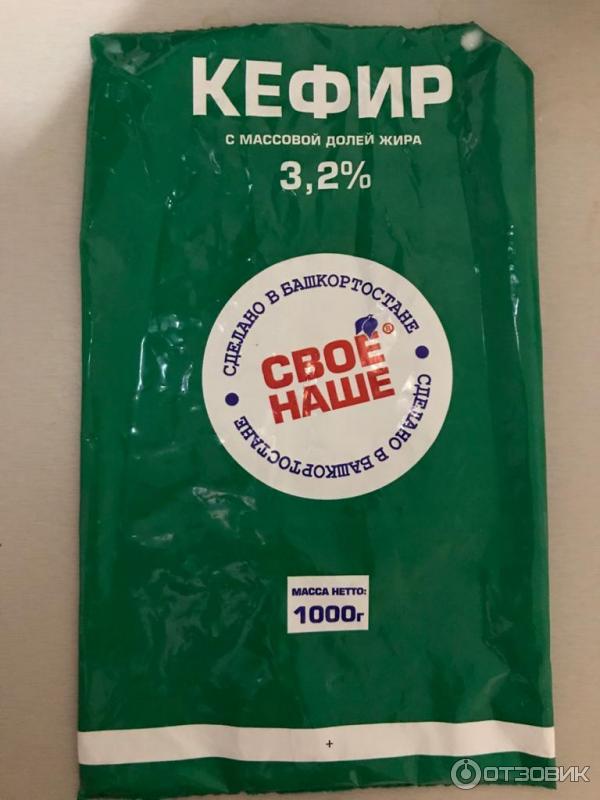 КЕФИР
С МАССОВОЙ ДОЛЕЙ ЖИРА
3,2%
СДЕЛАНО В БАШКОРТОСТАНЕ • СДЕЛАНО В БАШКОРТОСТАНЕ •
СВОЁ ®
НАШЕ
МАССА НЕТТО:
1000г
+
ОТЗОВИК